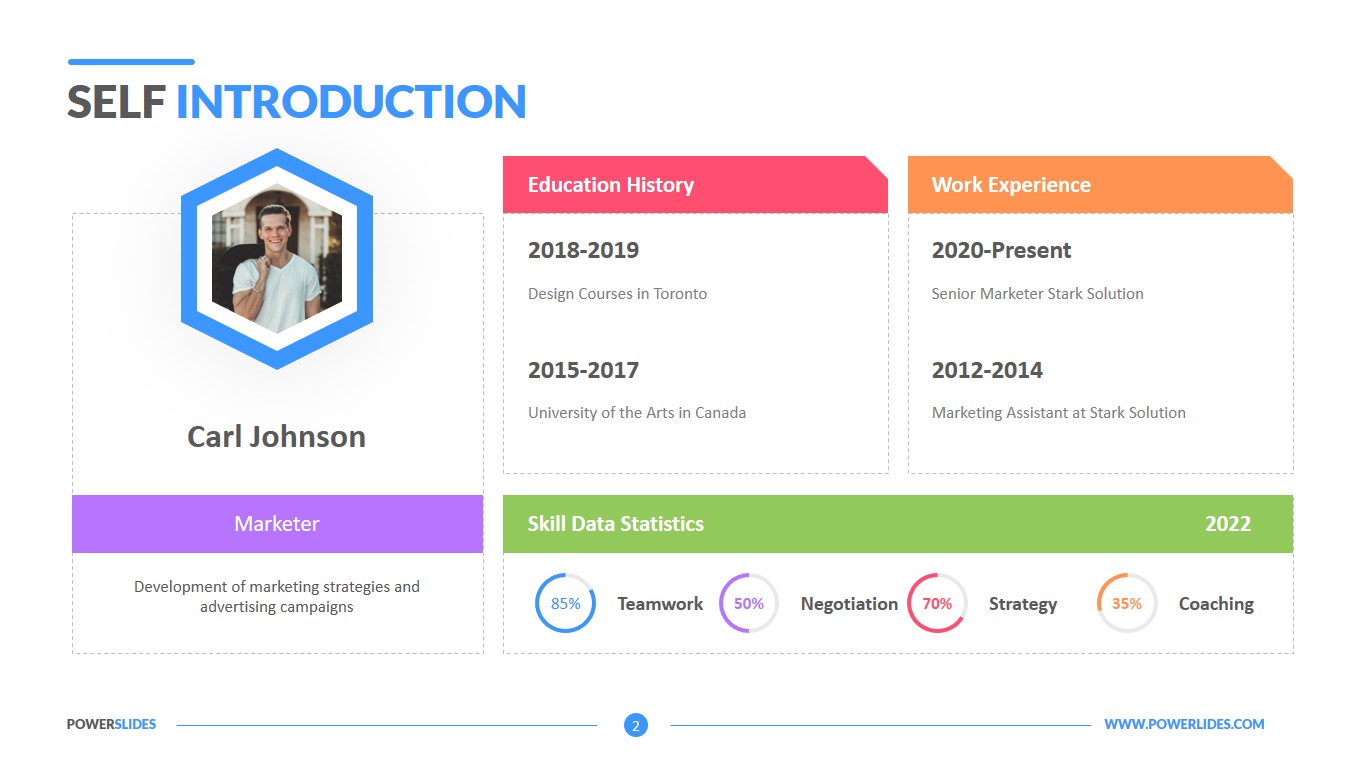 SELF INTRODUCTION
Carl Johnson
Marketer
Development of marketing strategies and
advertising campaigns
Education History
2018-2019
Design Courses in Toronto
2015-2017
University of the Arts in Canada
Work Experience
2020-Present
Senior Marketer Stark Solution
2012-2014
Marketing Assistant at Stark Solution
Skill Data Statistics 2022
85% Teamwork 50% Negotiation 70% Strategy 35% Coaching
POWERSLIDES 2 WWW.POWERLIDES.COM